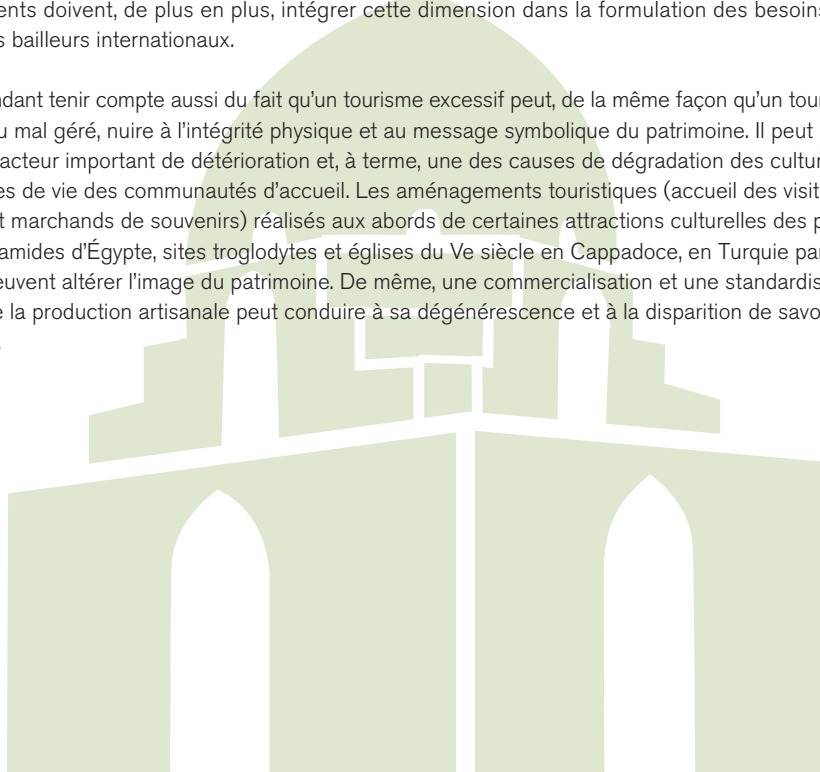 ents doivent, de plus en plus, intégrer cette dimension dans la formulation des besoins
s bailleurs internationaux.
ndant tenir compte aussi du fait qu'un tourisme excessif peut, de la même façon qu'un tour
u mal géré, nuire à l'intégrité physique et au message symbolique du patrimoine. Il peut
acteur important de détérioration et, à terme, une des causes de dégradation des cultur
es de vie des communautés d'accueil. Les aménagements touristiques (accueil des visit
t marchands de souvenirs) réalisés aux abords de certaines attractions culturelles des p
amides d'Égypte, sites troglodytes et églises du Ve siècle en Cappadoce, en Turquie par
euvent altérer l'image du patrimoine. De même, une commercialisation et une standardis
e la production artisanale peut conduire à sa dégénérescence et à la disparition de savo